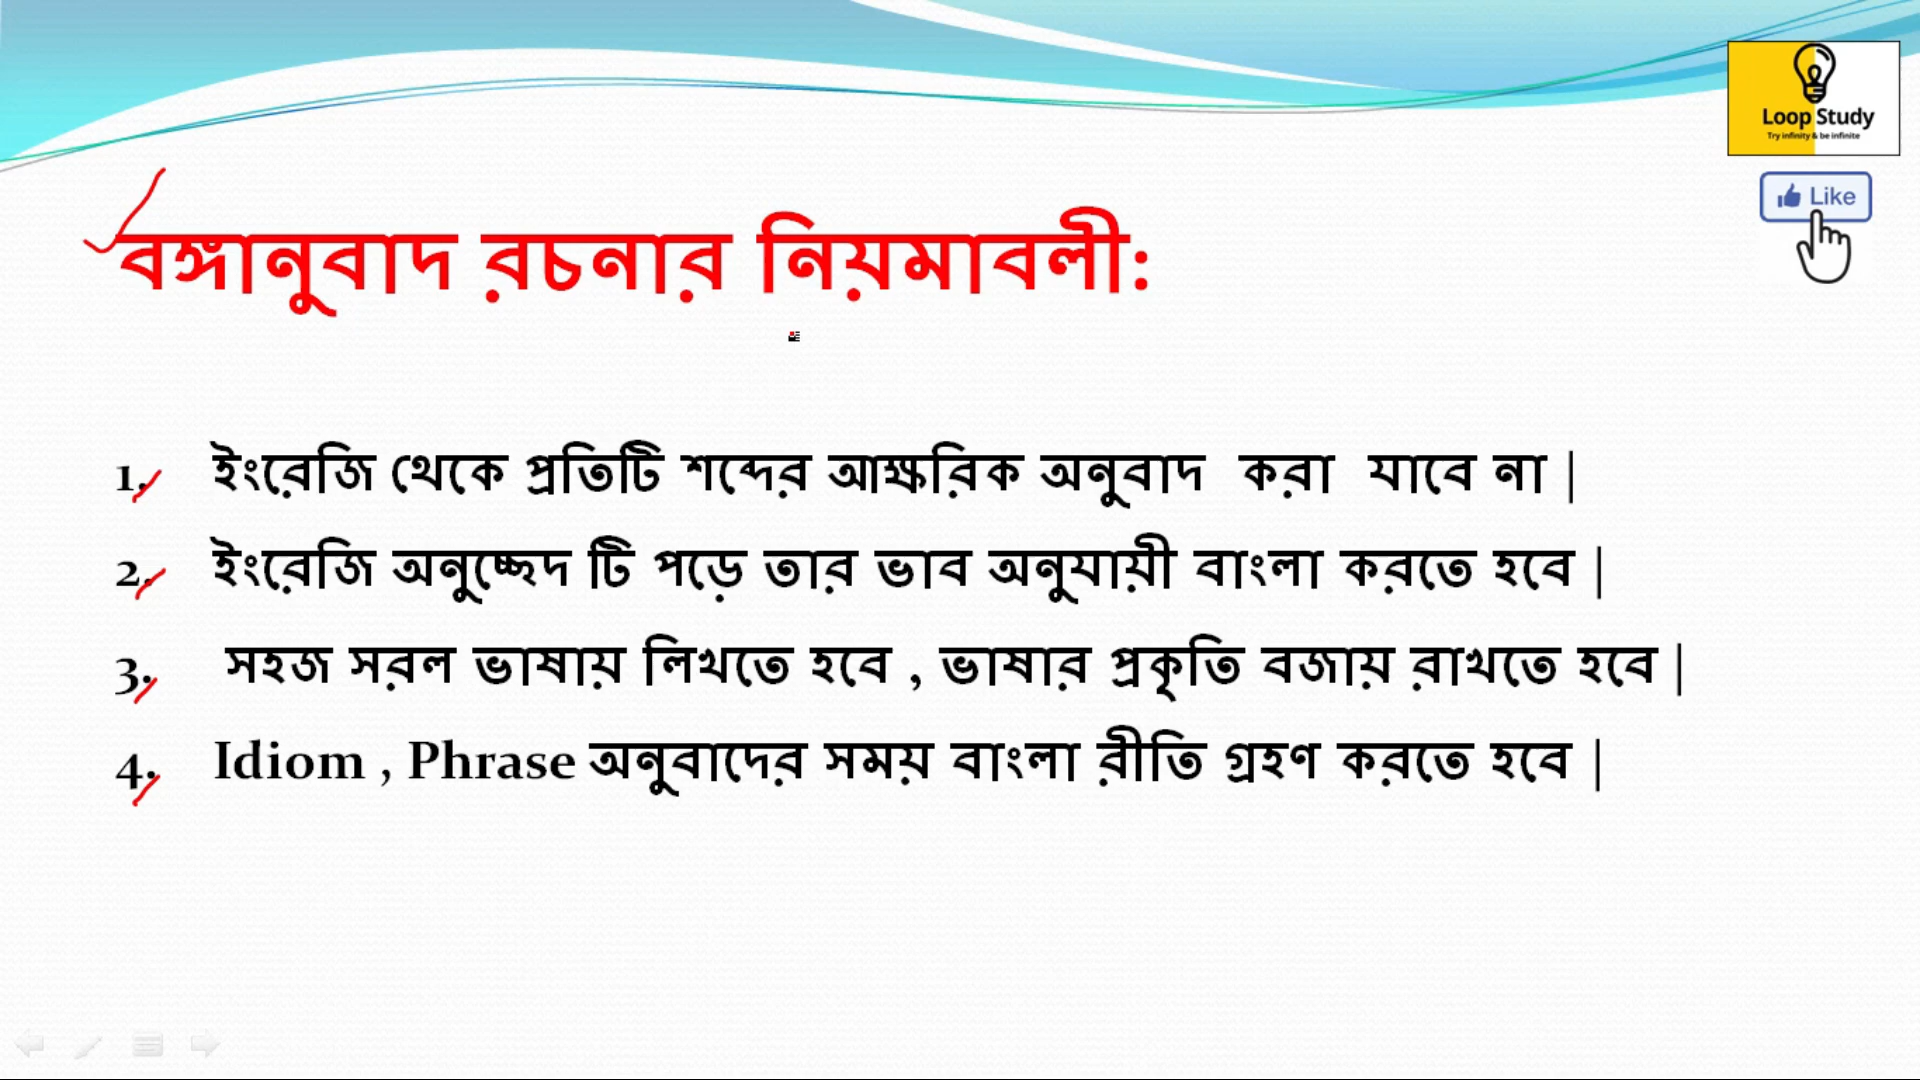 Loop Study
Try infinity & be infinite
Like
বঙ্গানুবাদ রচনার নিয়মাবলী:
1. ইংরেজি থেকে প্রতিটি শব্দের আক্ষরিক অনুবাদ করা যাবে না |
2. ইংরেজি অনুচ্ছেদ টি পড়ে তার ভাব অনুযায়ী বাংলা করতে হবে |
3. সহজ সরল ভাষায় লিখতে হবে , ভাষার প্রকৃতি বজায় রাখতে হবে |
4. Idiom , Phrase অনুবাদের সময় বাংলা রীতি গ্রহণ করতে হবে |